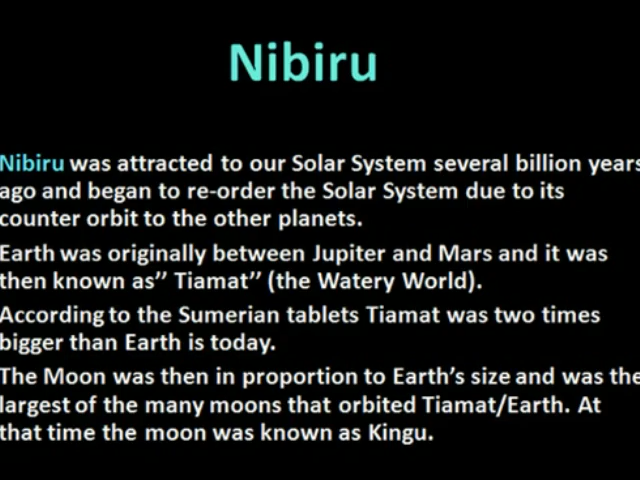 Nibiru
Nibiru was attracted to our Solar System several billion years
ago and began to re-order the Solar System due to its
counter orbit to the other planets.
Earth was originally between Jupiter and Mars and it was
then known as” Tiamat” (the Watery World).
According to the Sumerian tablets Tiamat was two times
bigger than Earth is today.
The Moon was then in proportion to Earth’s size and was the
largest of the many moons that orbited Tiamat/Earth. At
that time the moon was known as Kingu.